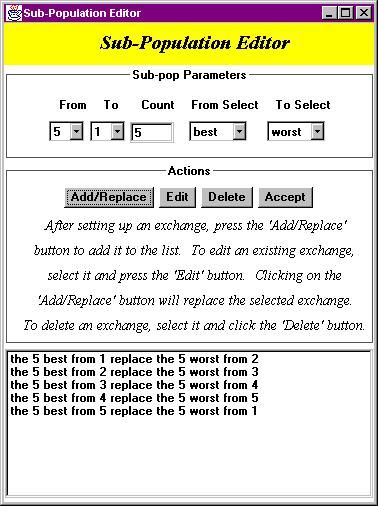 Sub-Population Editor
Sub-Population Editor
Sub-pop Parameters
From To Count From Select To Select
5 1 5 best worst
Actions
Add/Replace Edit Delete Accept
After setting up an exchange, press the 'Add/Replace'
button to add it to the list. To edit an existing exchange,
select it and press the 'Edit' button. Clicking on the
'Add/Replace' button will replace the selected exchange.
To delete an exchange, select it and click the 'Delete' button.
the 5 best from 1 replace the 5 worst from 2
the 5 best from 2 replace the 5 worst from 3
the 5 best from 3 replace the 5 worst from 4
the 5 best from 4 replace the 5 worst from 5
the 5 best from 5 replace the 5 worst from 1